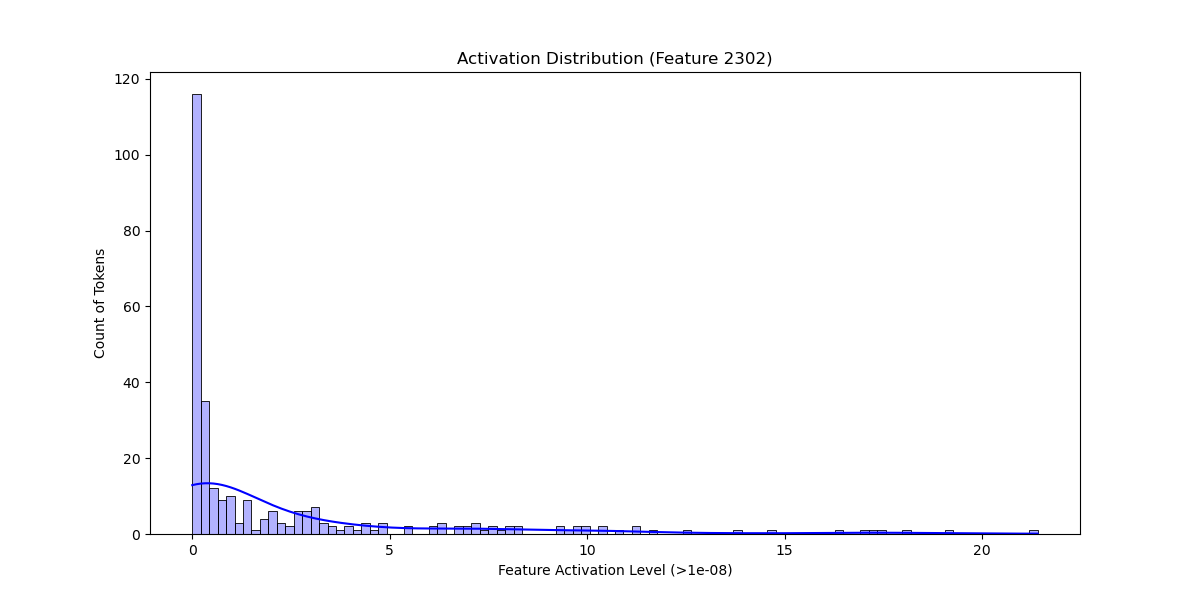 Activation Distribution (Feature 2302)
120
100
80
60
40
20
0
Count of Tokens
0 5 10 15 20
Feature Activation Level (>1e-08)